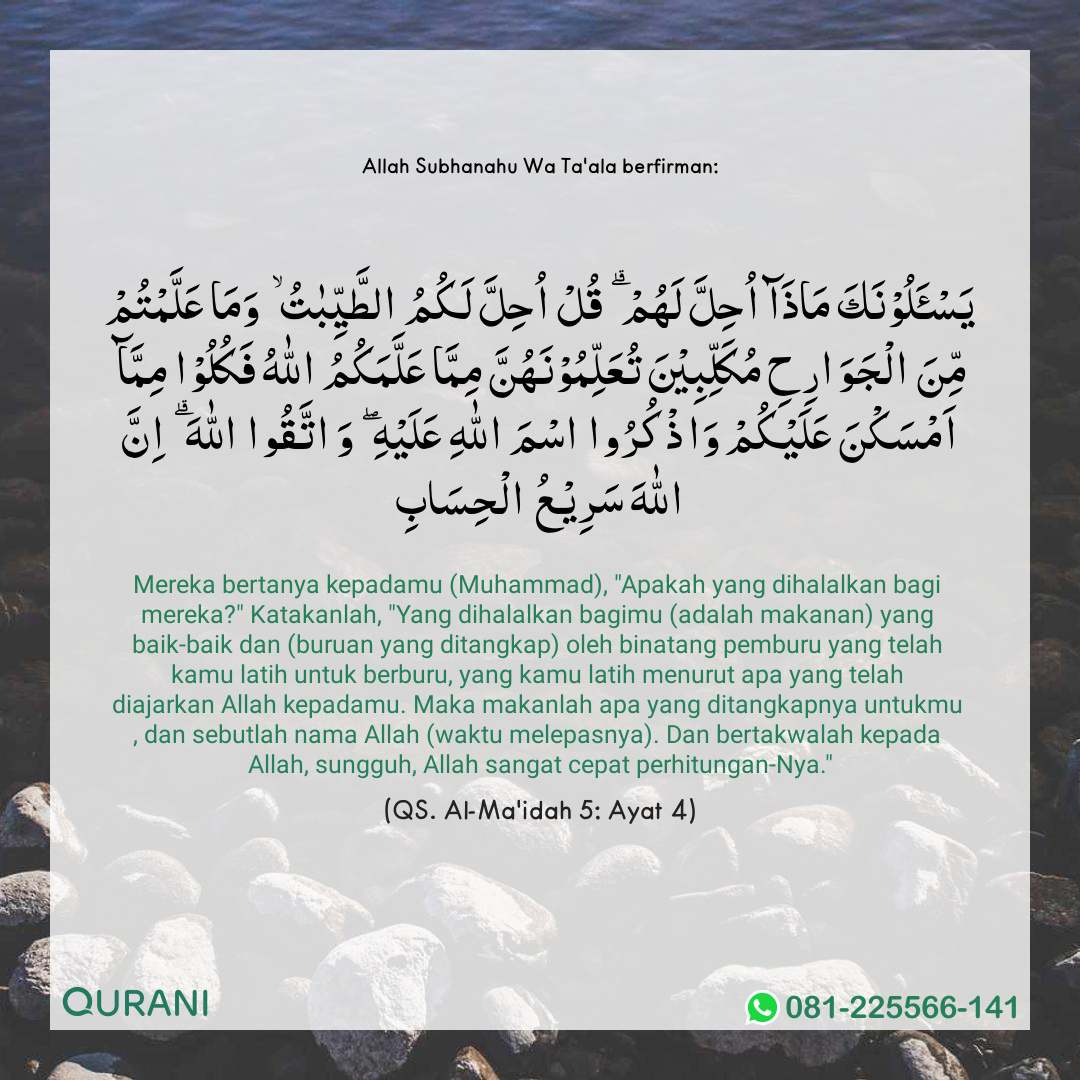 Allah Subhanahu Wa Ta'ala berfirman:
يَسْـَٔلُوْنَكَ مَاذَآ اُحِلَّ لَهُمْۗ قُلْ اُحِلَّ لَكُمُ الطَّيِّبٰتُۙ وَمَا عَلَّمْتُمْ
مِّنَ الْجَوَارِحِ مُكَلِّبِيْنَ تُعَلِّمُوْنَهُنَّ مِمَّا عَلَّمَكُمُ اللّٰهُ فَكُلُوْا مِمَّآ
اَمْسَكْنَ عَلَيْكُمْ وَاذْكُرُوا اسْمَ اللّٰهِ عَلَيْهِۖ وَاتَّقُوا اللّٰهَۗ اِنَّ
اللّٰهَ سَرِيْعُ الْحِسَابِ
Mereka bertanya kepadamu (Muhammad), "Apakah yang dihalalkan bagi
mereka?" Katakanlah, "Yang dihalalkan bagimu (adalah makanan) yang
baik-baik dan (buruan yang ditangkap) oleh binatang pemburu yang telah
kamu latih untuk berburu, yang kamu latih menurut apa yang telah
diajarkan Allah kepadamu. Maka makanlah apa yang ditangkapnya untukmu
, dan sebutlah nama Allah (waktu melepasnya). Dan bertakwalah kepada
Allah, sungguh, Allah sangat cepat perhitungan-Nya."
(QS. Al-Ma'idah 5: Ayat 4)
QURANI
081-225566-141